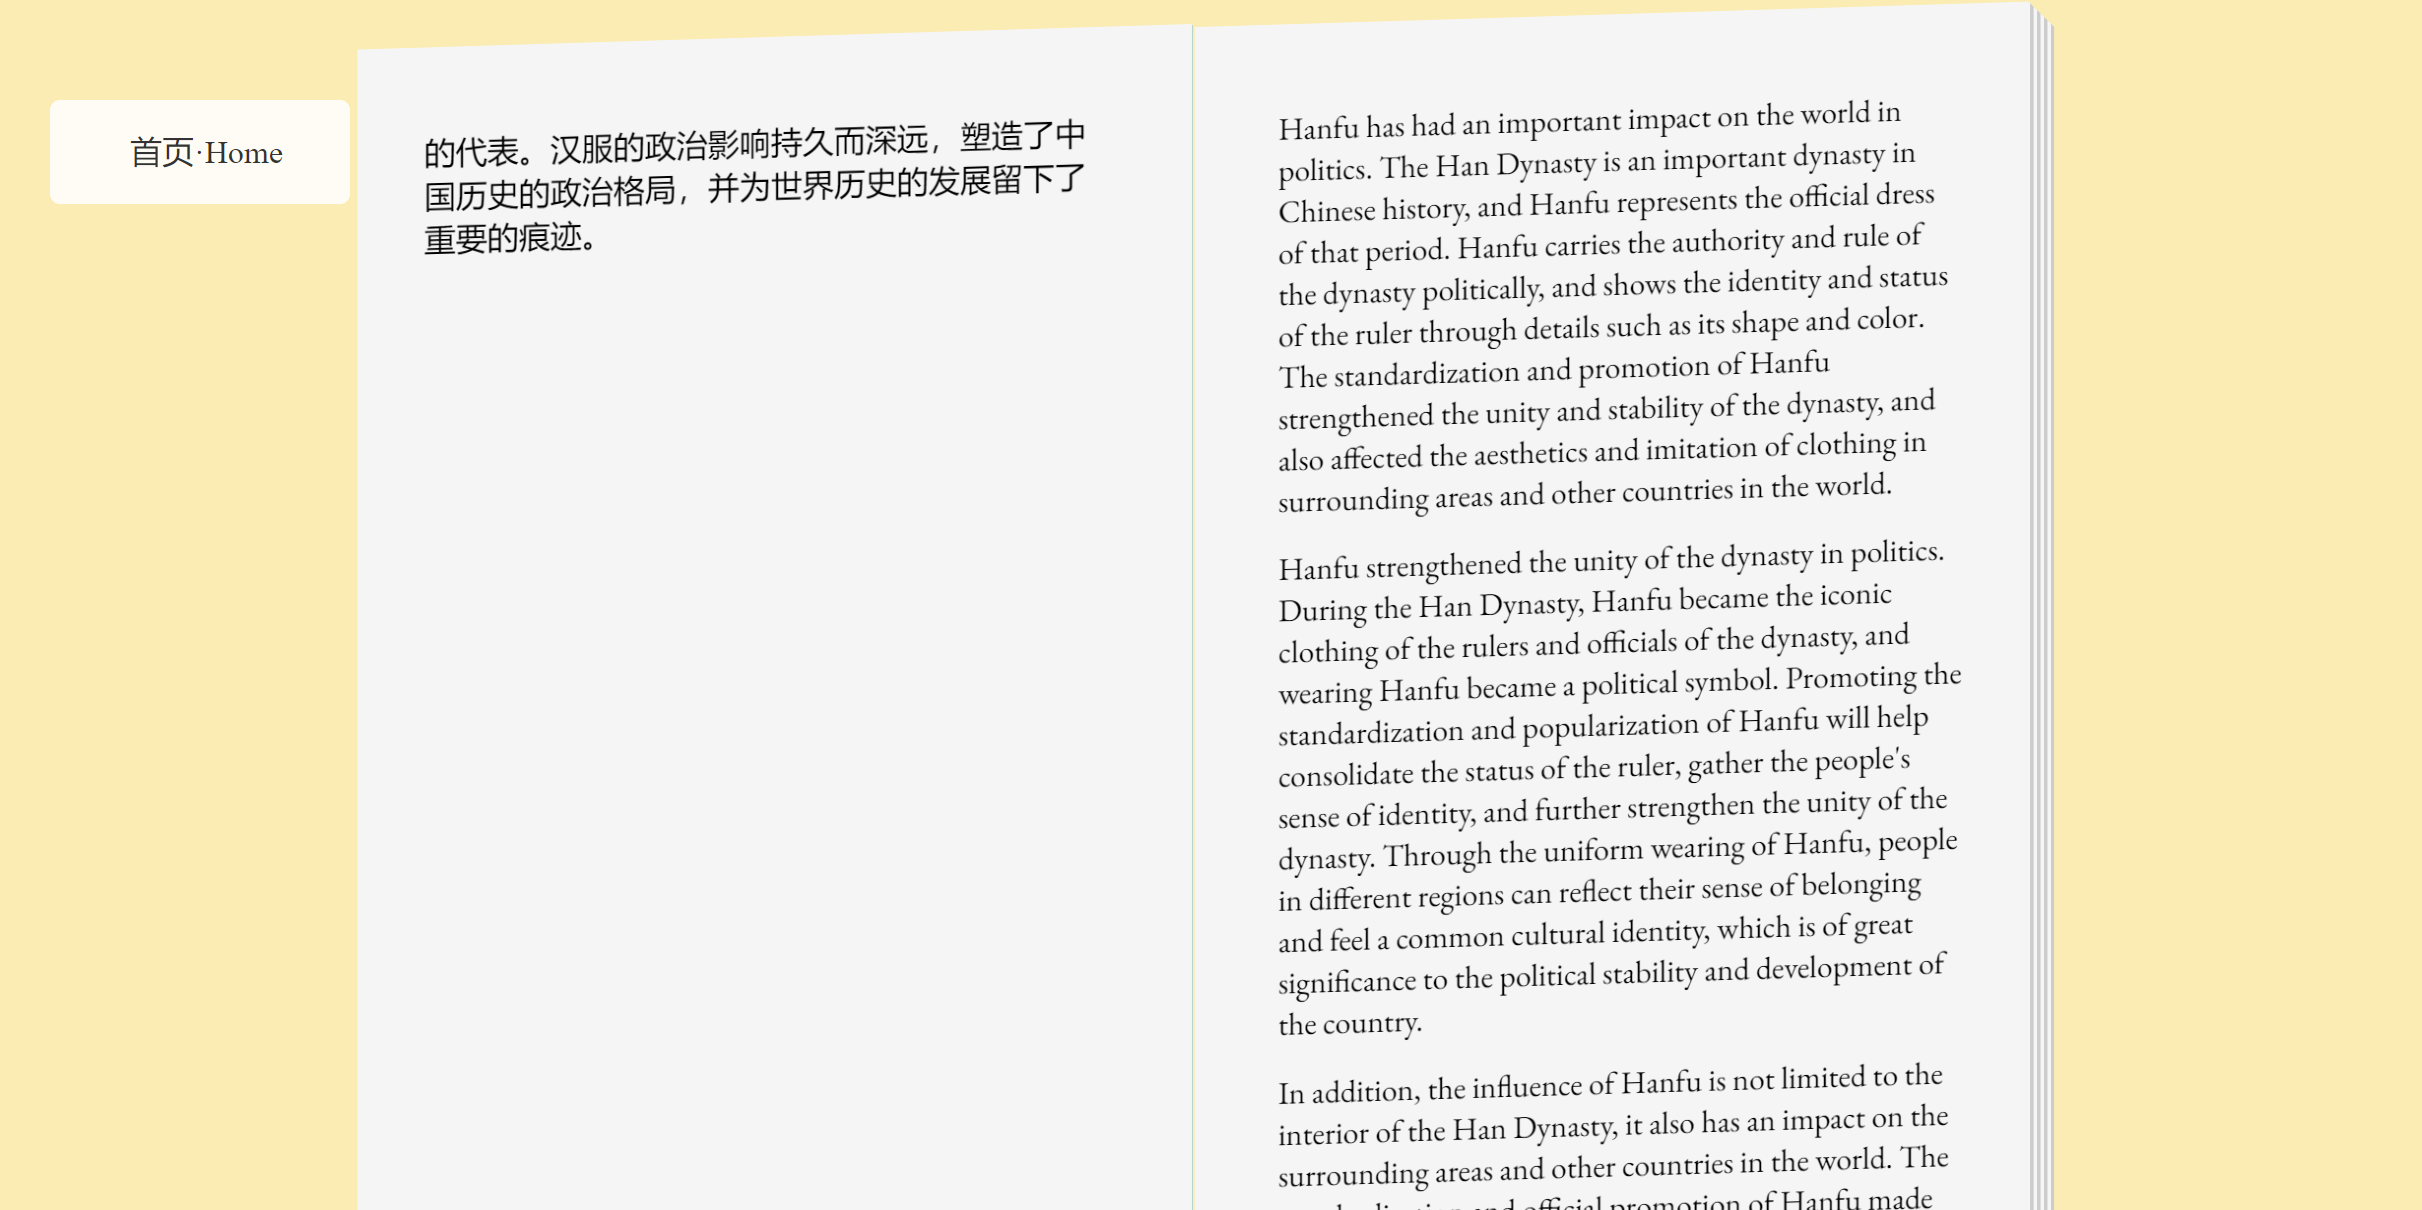 首页·Home
的代表。汉服的政治影响持久而深远，塑造了中
国历史的政治格局，并为世界历史的发展留下了
重要的痕迹。
Hanfu has had an important impact on the world in
politics. The Han Dynasty is an important dynasty in
Chinese history, and Hanfu represents the official dress
of that period. Hanfu carries the authority and rule of
the dynasty politically, and shows the identity and status
of the ruler through details such as its shape and color.
The standardization and promotion of Hanfu
strengthened the unity and stability of the dynasty, and
also affected the aesthetics and imitation of clothing in
surrounding areas and other countries in the world.
Hanfu strengthened the unity of the dynasty in politics.
During the Han Dynasty, Hanfu became the iconic
clothing of the rulers and officials of the dynasty, and
wearing Hanfu became a political symbol. Promoting the
standardization and popularization of Hanfu will help
consolidate the status of the ruler, gather the people's
sense of identity, and further strengthen the unity of the
dynasty. Through the uniform wearing of Hanfu, people
in different regions can reflect their sense of belonging
and feel a common cultural identity, which is of great
significance to the political stability and development of
the country.
In addition, the influence of Hanfu is not limited to the
interior of the Han Dynasty, it also has an impact on the
surrounding areas and other countries in the world. The
and official promotion of Hanfu made